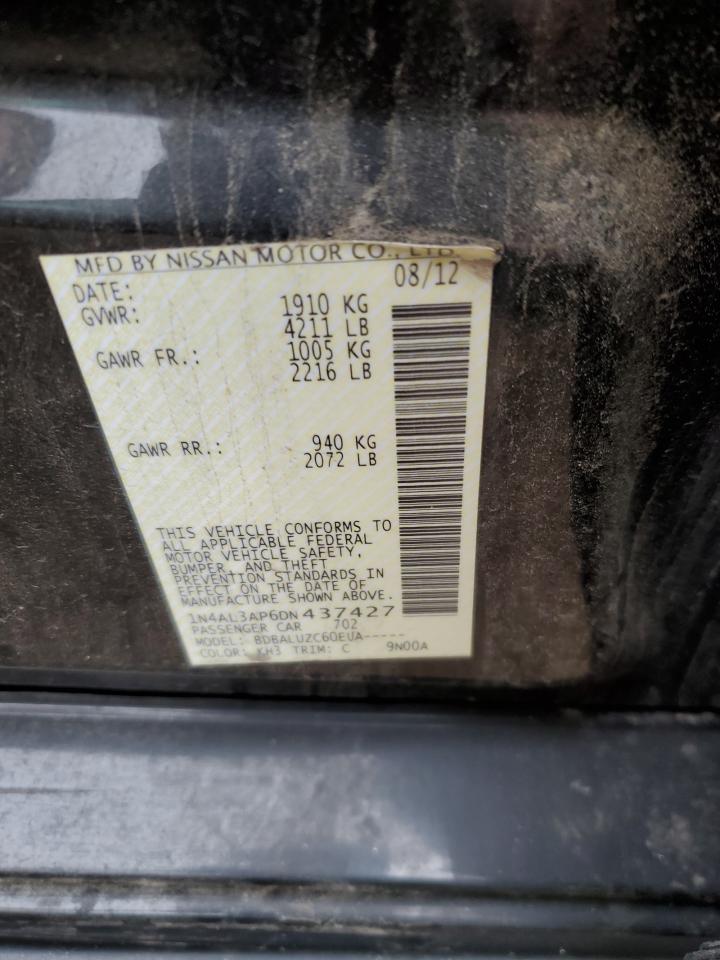 MFD BY NISSAN MOTOR CO., LTD.
DATE: 08/12
GVWR: 1910 KG
4211 LB
GAWR FR.: 1005 KG
2216 LB
GAWR RR.: 940 KG
2072 LB
THIS VEHICLE CONFORMS TO
ALL APPLICABLE FEDERAL
MOTOR VEHICLE SAFETY,
BUMPER, AND THEFT
PREVENTION STANDARDS IN
EFFECT ON THE DATE OF
MANUFACTURE SHOWN ABOVE.
1N4AL3AP6DN437427
PASSENGER CAR 702
MODEL: BDBALUZC60EUA-----
COLOR: KH3 TRIM: C 9N00A